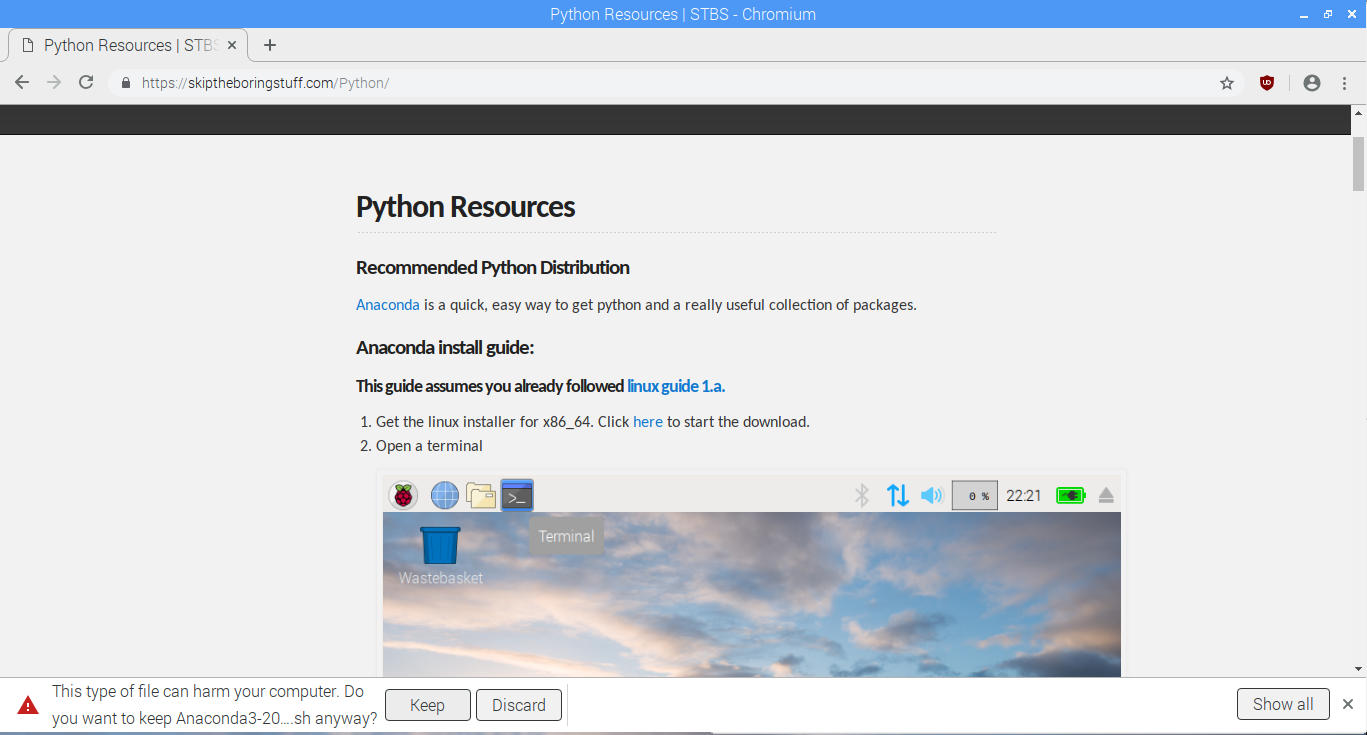 Python Resources | STBS - Chromium
Python Resources | STBS
https://skiptheboringstuff.com/Python/
Python Resources
Recommended Python Distribution
Anaconda is a quick, easy way to get python and a really useful collection of packages.
Anaconda install guide:
This guide assumes you already followed linux guide 1.a.
1. Get the linux installer for x86_64. Click here to start the download.
2. Open a terminal
0 %
22:21
Terminal
Wastebasket
This type of file can harm your computer. Do
you want to keep Anaconda3-20....sh anyway?
Keep
Discard
Show all